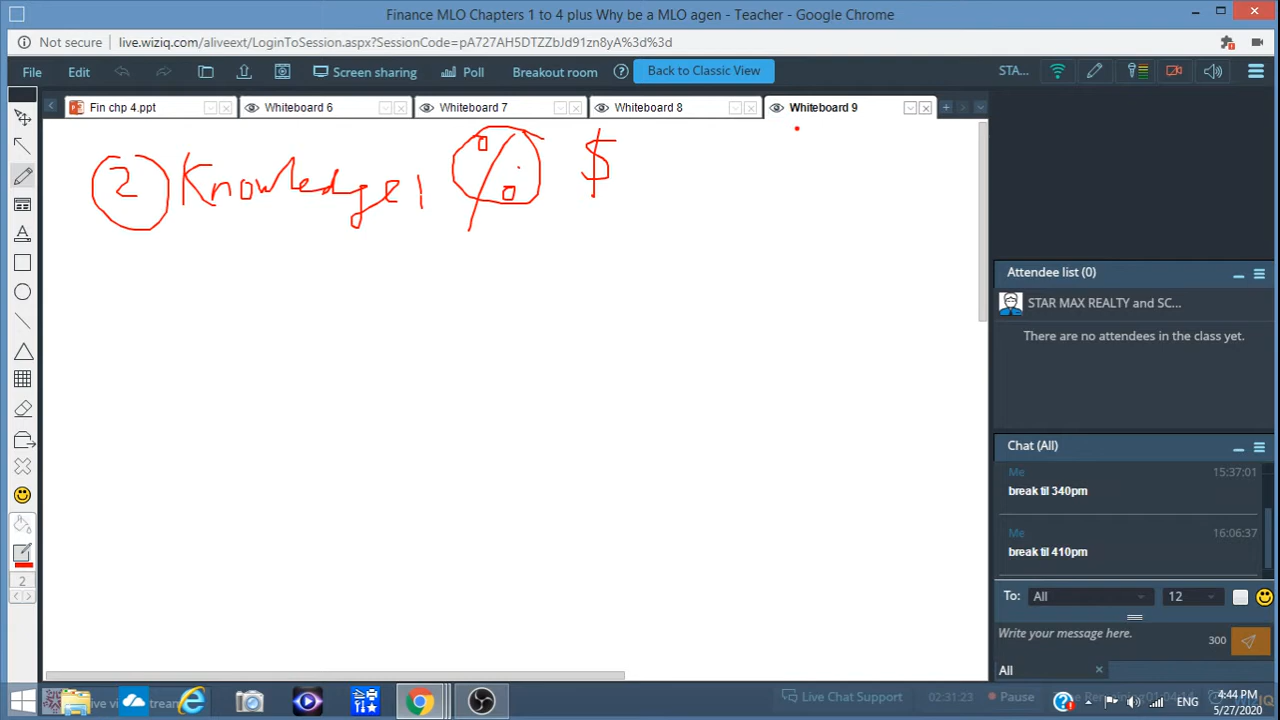 Finance MLO Chapters 1 to 4 plus Why be a MLO agen - Teacher - Google Chrome
Not secure | live.wiziq.com/aliveext/LoginToSession.aspx?SessionCode=pA727AH5DTZZbJd91zn8yA%3d%3d
File Edit Screen sharing Poll Breakout room ? Back to Classic View STA...
Fin chp 4.ppt Whiteboard 6 Whiteboard 7 Whiteboard 8 Whiteboard 9
2 Knowledge; % $
Attendee list (0)
STAR MAX REALTY and SC...
There are no attendees in the class yet.
Chat (All)
Me 15:37:01
break til 340pm
Me 16:06:37
break til 410pm
To: All 12
Write your message here. 300
All
2
Live Chat Support 02:31:23 Pause
ENG
4:44 PM
5/27/2020